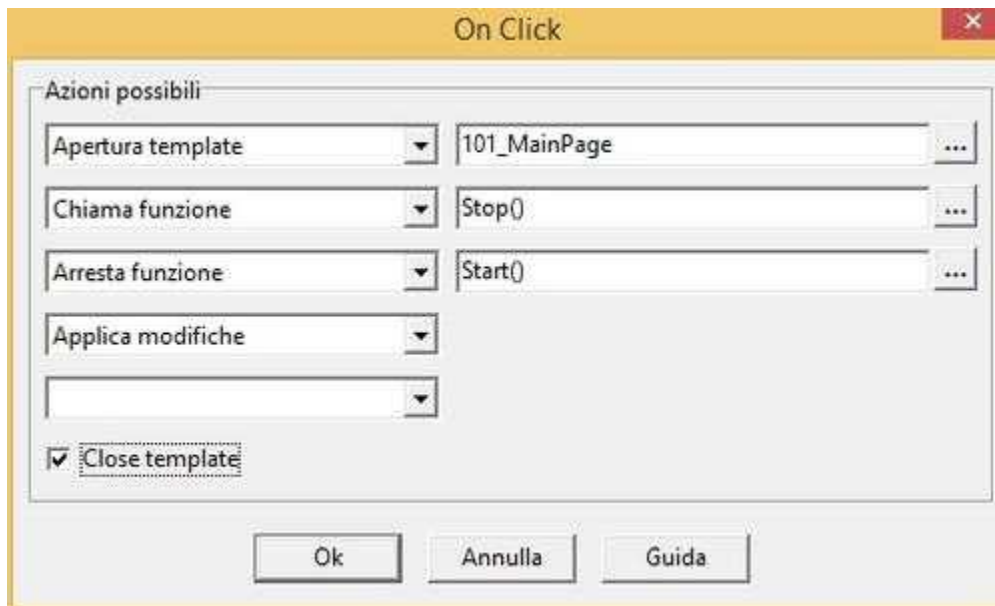 On Click
Azioni possibili
Apertura template 101_MainPage ...
Chiama funzione Stop() ...
Arresta funzione Start() ...
Applica modifiche
Close template
Ok Annulla Guida